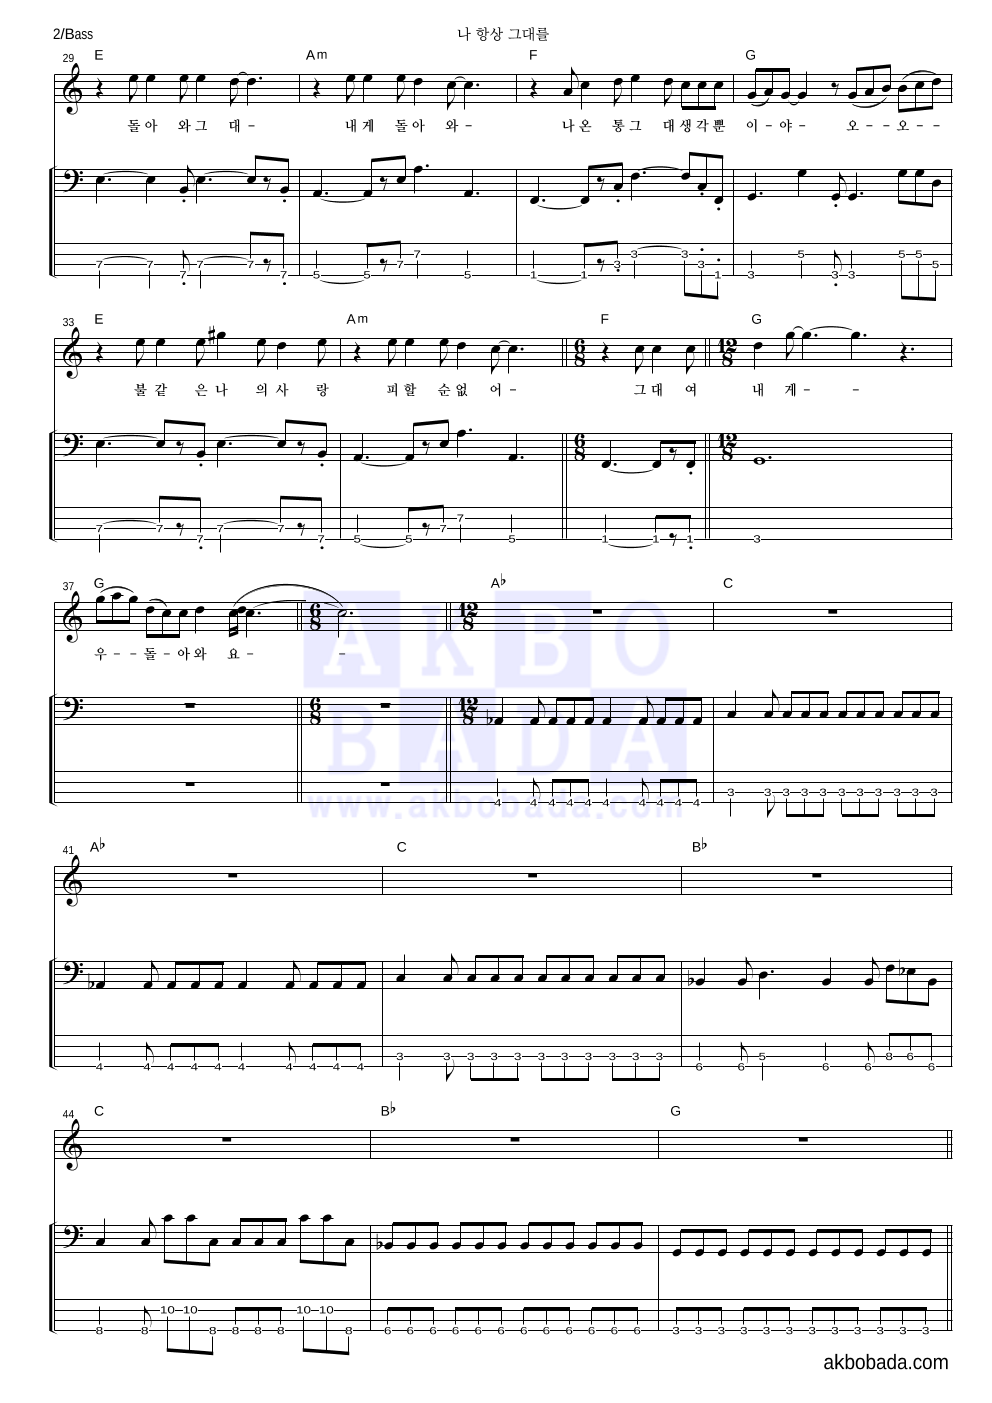 2/Bass
나 항상 그대를
29 E Am F G
돌 아 와 그 대 – 내 게 돌 아 와 – 나 온 통 그 대 생 각 뿐 이 – 야 – 오 – – 오 – –
7 7 7 7 7 7 5 5 7 7 5 1 1 3 3 3 3 1 3 5 3 3 5 5 5
33 E Am F G
6 8 12 8
불 같 은 나 의 사 랑 피 할 순 없 어 – 그 대 여 내 게 – –
6 8 12 8
7 7 7 7 7 7 5 5 7 7 5 1 1 1 3
37 G A♭ C
6 8 12 8
우 – – 돌 – 아 와 요 – –
AKBO
6 8 12 8
BADA
4 4 4 4 4 4 4 4 4 4 3 3 3 3 3 3 3 3 3 3 3
www.akbobada.com
41 A♭ C B♭
4 4 4 4 4 4 4 4 4 4 3 3 3 3 3 3 3 3 3 3 3 6 6 5 6 6 8 6 6
44 C B♭ G
8 8 10 10 8 8 8 8 10 10 8 6 6 6 6 6 6 6 6 6 6 6 6 3 3 3 3 3 3 3 3 3 3 3 3
akbobada.com